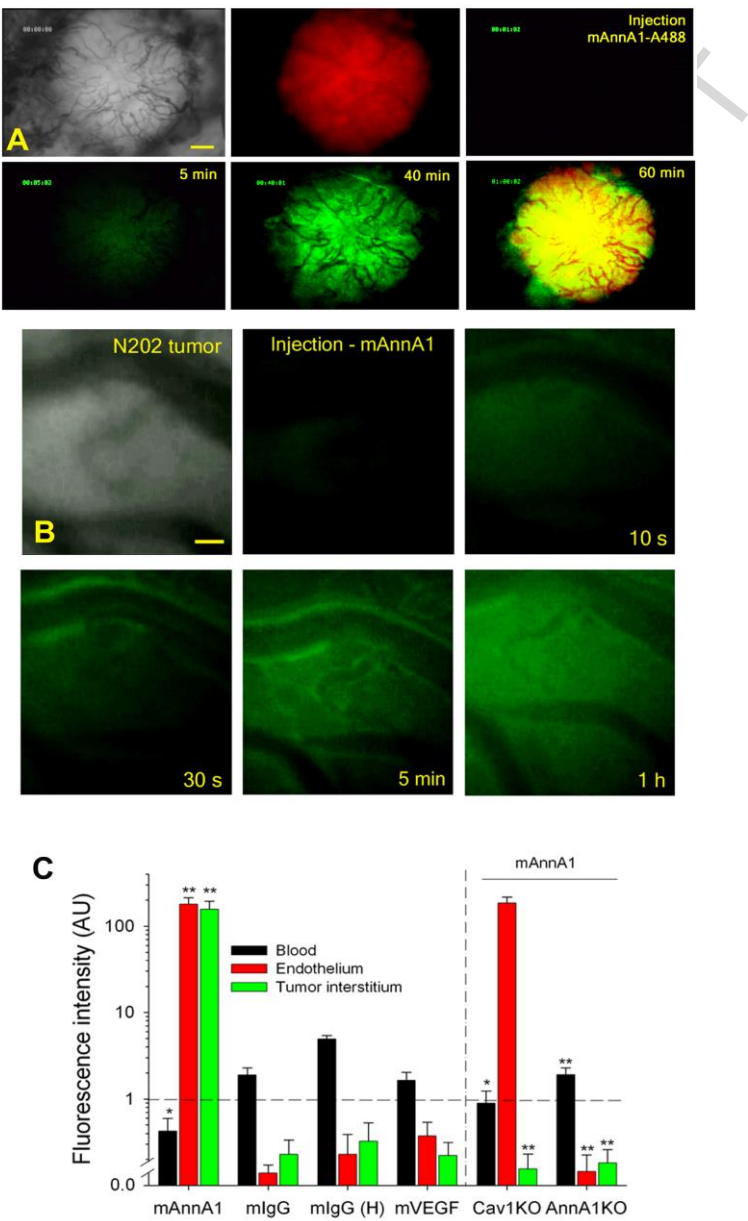 00:00:00
Injection
mAnnA1-A488
00:01:02
A
5 min
00:05:02
40 min
00:40:01
60 min
01:00:02
N202 tumor
Injection - mAnnA1
B
10 s
30 s
5 min
1 h
C
mAnnA1
Fluorescence intensity (AU)
100
10
1
0.0
** **
*
Blood
Endothelium
Tumor interstitium
*
**
**
** **
mAnnA1 mIgG mIgG (H) mVEGF Cav1KO AnnA1KO
T